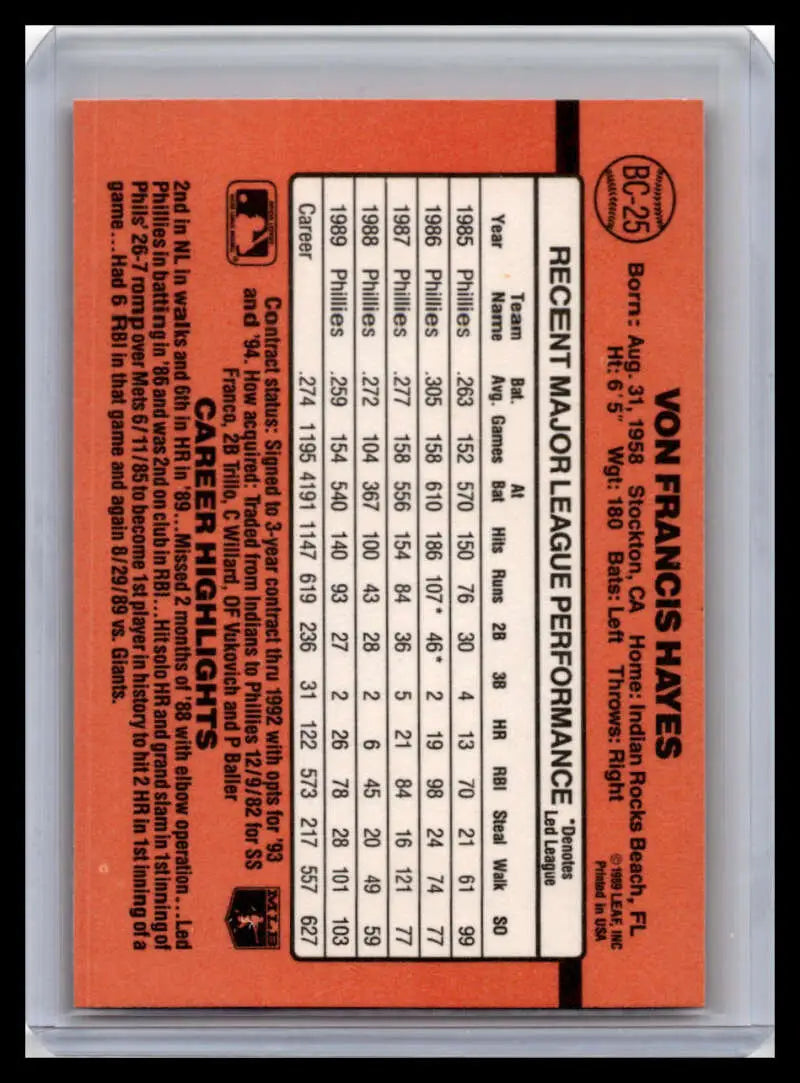 BC-25
VON FRANCIS HAYES
Born: Aug. 31, 1958 Stockton, CA Home: Indian Rocks Beach, FL
Ht: 6'5" Wgt: 180 Bats: Left Throws: Right
© 1989 LEAF, INC
Printed in USA
RECENT MAJOR LEAGUE PERFORMANCE
*Denotes
Led League
Year Team Name Bat. Avg. Games At Bat Hits Runs 2B 3B HR RBI Steal Walk SO
1985 Phillies .263 152 570 150 76 30 4 13 70 21 61 99
1986 Phillies .305 158 610 186 107* 46* 2 19 98 24 74 77
1987 Phillies .277 158 556 154 84 36 5 21 84 16 121 77
1988 Phillies .272 104 367 100 43 28 2 6 45 20 49 59
1989 Phillies .259 154 540 140 93 27 2 26 78 28 101 103
Career .274 1195 4191 1147 619 236 31 122 573 217 557 627
Contract status: Signed to 3-year contract thru 1992 with opts for '93
and '94. How acquired: Traded from Indians to Phillies 12/9/82 for SS
Franco, 2B Trillo, C Willard, OF Vukovich and P Baller
MLB
CAREER HIGHLIGHTS
2nd in NL in walks and 6th in HR in '89...Missed 2 months of '88 with elbow operation...Led
Phillies in batting in '86 and was 2nd on club in RBI...Hit solo HR and grand slam in 1st inning of
Phils' 26-7 romp over Mets 6/11/85 to become 1st player in history to hit 2 HR in 1st inning of a
game...Had 6 RBI in that game and again 8/29/89 vs. Giants.